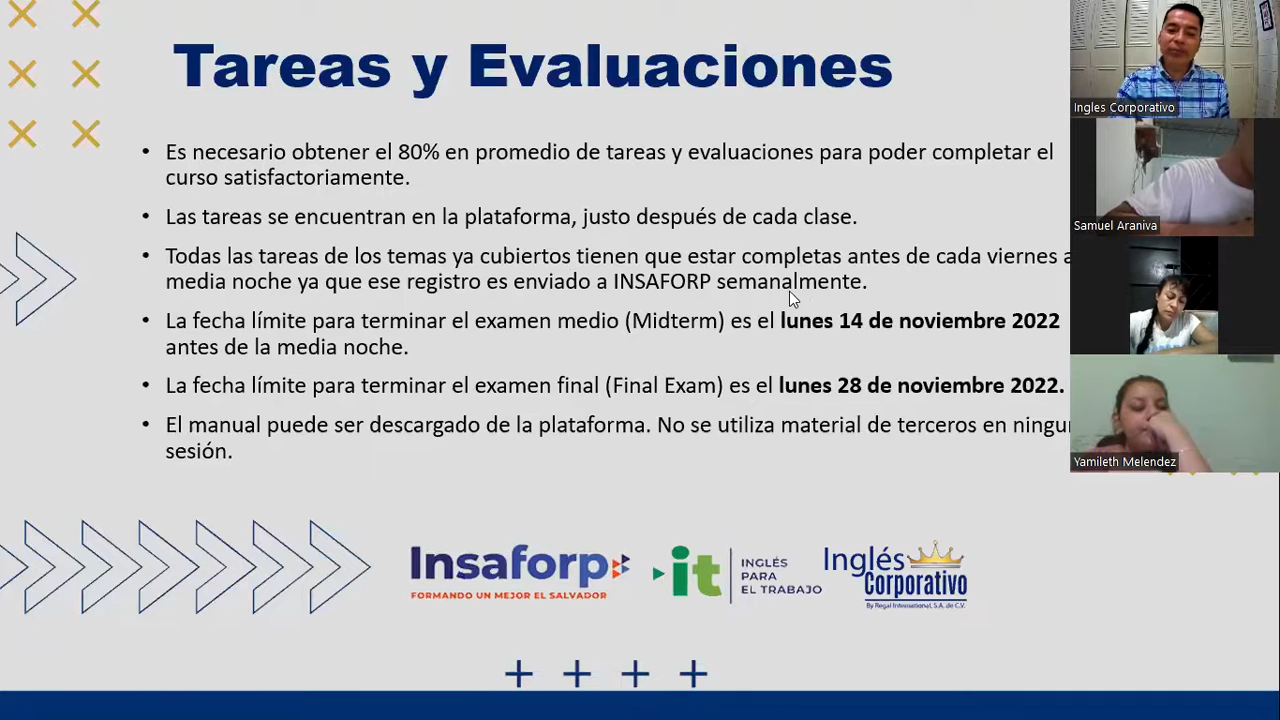 Tareas y Evaluaciones
Es necesario obtener el 80% en promedio de tareas y evaluaciones para poder completar el
curso satisfactoriamente.
Las tareas se encuentran en la plataforma, justo después de cada clase.
Todas las tareas de los temas ya cubiertos tienen que estar completas antes de cada viernes a
media noche ya que ese registro es enviado a INSAFORP semanalmente.
La fecha límite para terminar el examen medio (Midterm) es el lunes 14 de noviembre 2022
antes de la media noche.
La fecha límite para terminar el examen final (Final Exam) es el lunes 28 de noviembre 2022.
El manual puede ser descargado de la plataforma. No se utiliza material de terceros en
sesión.
Insaforp
FORMANDO UN MEJOR EL SALVADOR
it
INGLÉS
PARA
EL TRABAJO
Inglés
Corporativo
By Regal International, S.A. de C.V.
Ingles Corporativo
Samuel Araniva
Yamileth Melendez